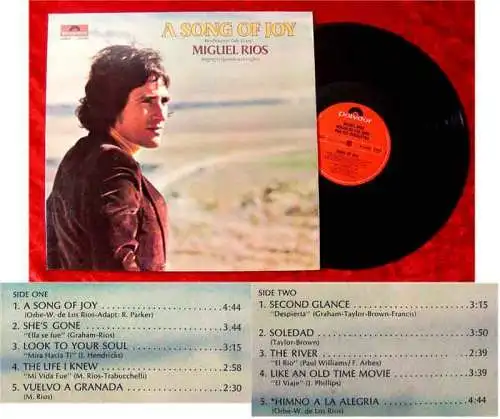 A SONG OF JOY
MIGUEL RIOS
polydor
SIDE ONE
1. A SONG OF JOY ........................ 4:44
(Orbe-W. de Los Rios-Adapt: R. Parker)
2. SHE'S GONE ........................... 3.44
"Ella se fue" (Graham-Rios)
3. LOOK TO YOUR SOUL .................... 3:15
"Mira Hacia Ti" (J. Hendricks)
4. THE LIFE I KNEW ...................... 2:58
"Mi Vida Fue" (M. Rios-Trabucchelli)
5. VUELVO A GRANADA ..................... 2:30
(M. Rios)
SIDE TWO
1. SECOND GLANCE ........................ 3:15
"Despierta" (Graham-Taylor-Brown-Francis)
2. SOLEDAD ..............................
(Taylor-Brown)
3. THE RIVER ............................ 2:39
"El Rio" (Paul Williams/ F. Arbes)
4. LIKE AN OLD TIME MOVIE ............... 3.39
"El Viaje" (J. Phillips)
5. *HIMNO A LA ALEGRIA .................. 4:44
(Orbe-W. de Los Rios)